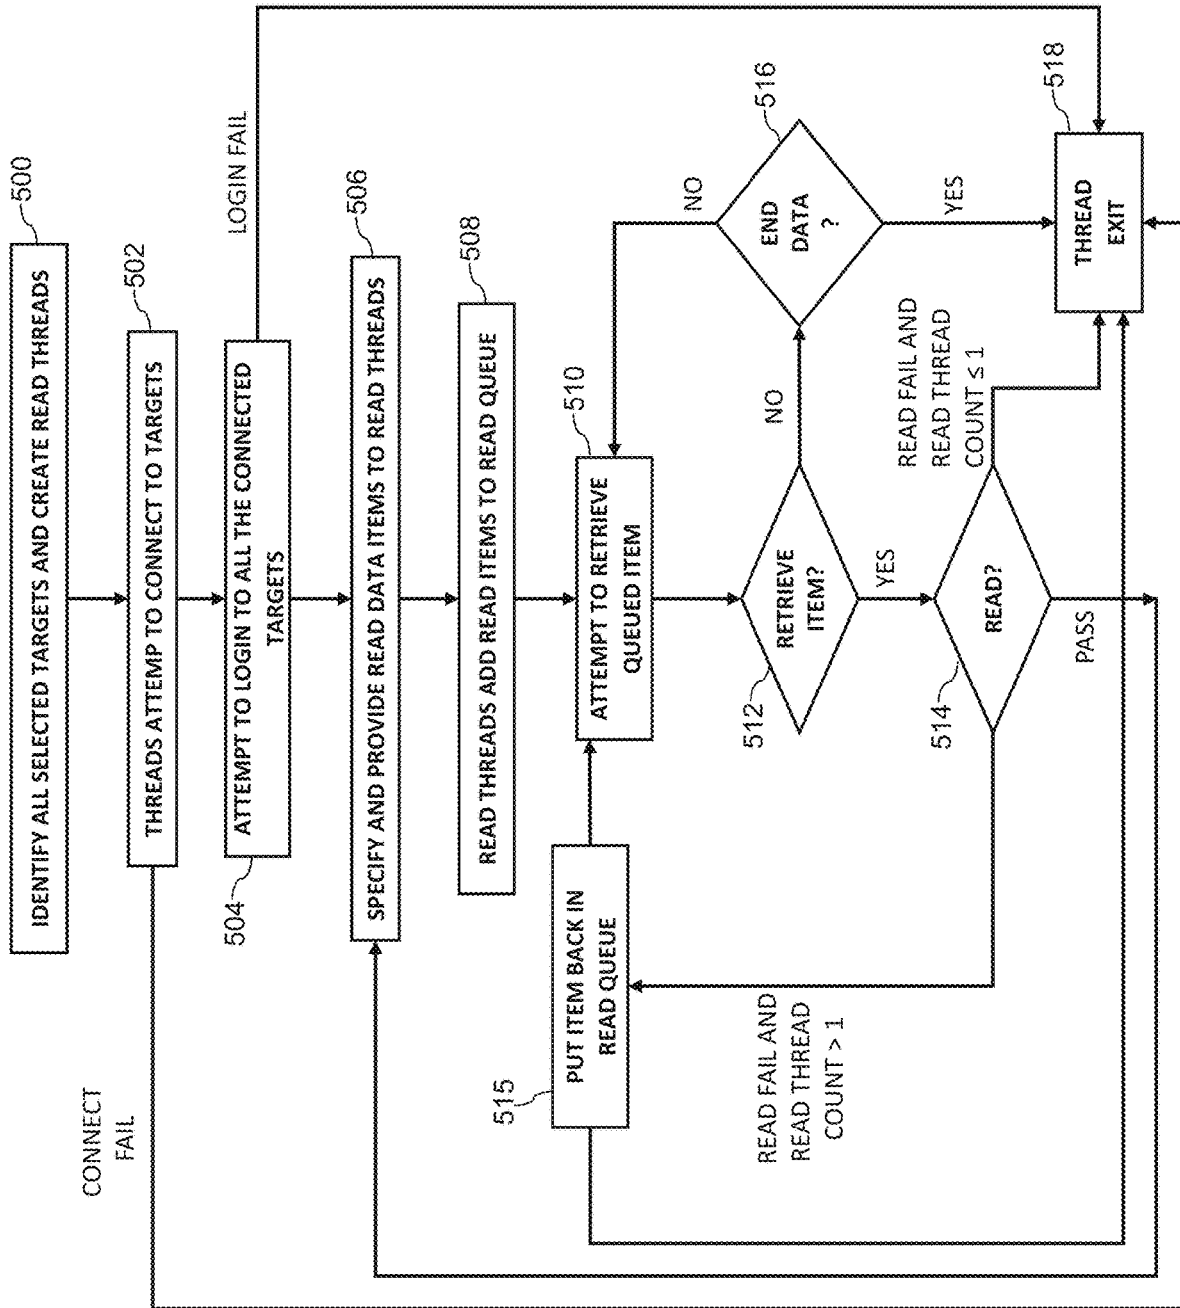 500
IDENTIFY ALL SELECTED TARGETS AND CREATE READ THREADS
502
THREADS ATTEMP TO CONNECT TO TARGETS
CONNECT
FAIL
ATTEMPT TO LOGIN TO ALL THE CONNECTED
TARGETS
504
LOGIN FAIL
506
SPECIFY AND PROVIDE READ DATA ITEMS TO READ THREADS
508
READ THREADS ADD READ ITEMS TO READ QUEUE
510
ATTEMPT TO RETRIEVE
QUEUED ITEM
515
PUT ITEM BACK IN
READ QUEUE
512
RETRIEVE
ITEM?
NO
YES
516
END
DATA
?
NO
YES
514
READ?
PASS
READ FAIL AND
READ THREAD
COUNT > 1
READ FAIL AND
READ THREAD
COUNT ≤ 1
518
THREAD
EXIT